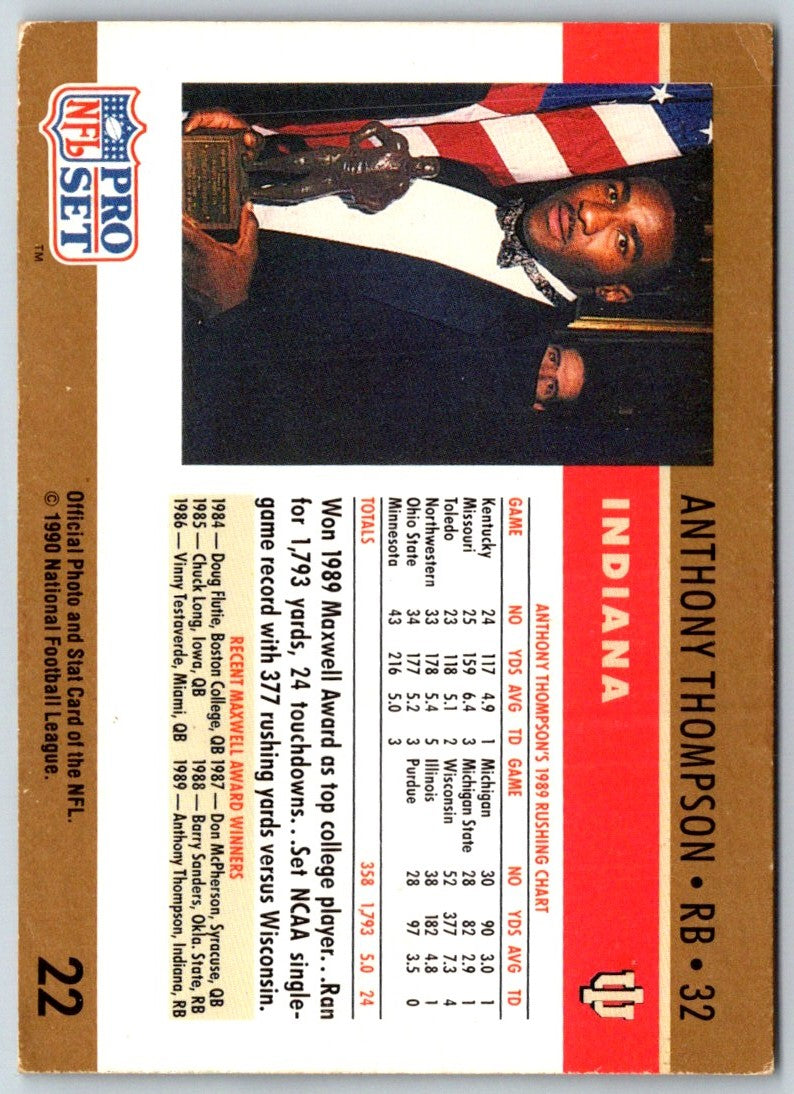 ANTHONY THOMPSON • RB • 32
INDIANA
IU
ANTHONY THOMPSON'S 1989 RUSHING CHART
GAME NO YDS AVG TD GAME NO YDS AVG TD
Kentucky 24 117 4.9 1 Michigan 30 90 3.0 1
Missouri 25 159 6.4 3 Michigan State 28 82 2.9 1
Toledo 23 118 5.1 2 Wisconsin 52 377 7.3 4
Northwestern 33 178 5.4 5 Illinois 38 182 4.8 1
Ohio State 34 177 5.2 3 Purdue 28 97 3.5 0
Minnesota 43 216 5.0 3
TOTALS 358 1,793 5.0 24
Won 1989 Maxwell Award as top college player. . .Ran
for 1,793 yards, 24 touchdowns. . .Set NCAA single-
game record with 377 rushing yards versus Wisconsin.
RECENT MAXWELL AWARD WINNERS
1984 — Doug Flutie, Boston College, QB 1987 — Don McPherson, Syracuse, QB
1985 — Chuck Long, Iowa, QB 1988 — Barry Sanders, Okla. State, RB
1986 — Vinny Testaverde, Miami, QB 1989 — Anthony Thompson, Indiana, RB
PRO
NFL SET
TM
Official Photo and Stat Card of the NFL.
© 1990 National Football League.
22